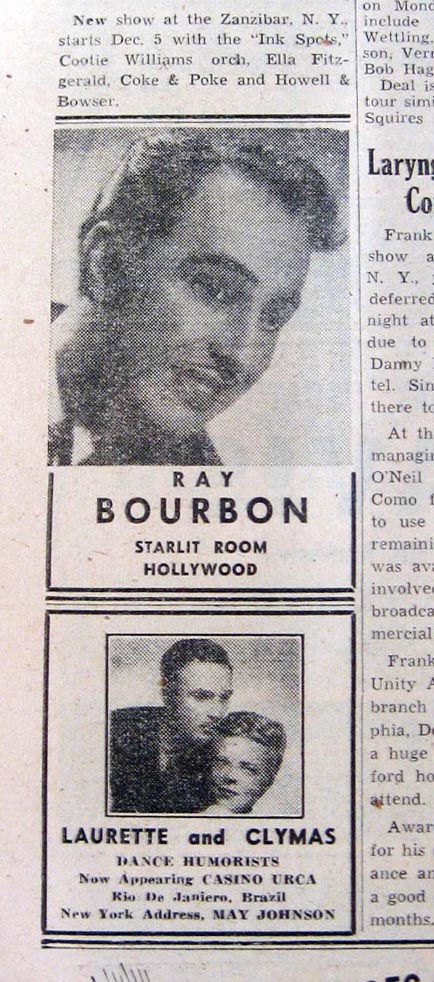 New show at the Zanzibar, N. Y.,
starts Dec. 5 with the "Ink Spots,"
Cootie Williams orch, Ella Fitz-
gerald, Coke & Poke and Howell &
Bowser.
RAY
BOURBON
STARLIT ROOM
HOLLYWOOD
LAURETTE and CLYMAS
DANCE HUMORISTS
Now Appearing CASINO URCA
Rio De Janiero, Brazil
New York Address, MAY JOHNSON
on Mond
include
Wettling,
son, Vern
Bob Hag
Deal is
tour simi
Squires
Laryng
Co
Frank
show a
N. Y.,
deferred
night at
due to
Danny
tel. Sin
there to
At th
managin
O'Neil
Como f
to use
remaini
was ava
involved
broadca
mercial
Frank
Unity A
branch
phia, De
a huge
ford ho
attend.
Awar
for his
ance an
a good
months.